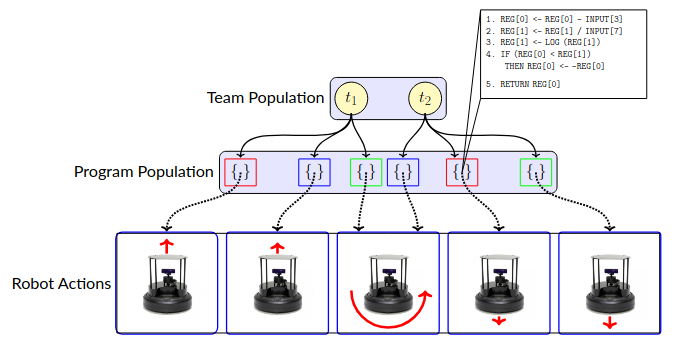 1. REG[0] <- REG[0] - INPUT[3]
2. REG[1] <- REG[1] / INPUT[7]
3. REG[1] <- LOG (REG[1])
4. IF (REG[0] < REG[1])
THEN REG[0] <- -REG[0]
5. RETURN REG[0]
Team Population t1 t2
Program Population {.} {.} {.} {.} {.} {.}
Robot Actions